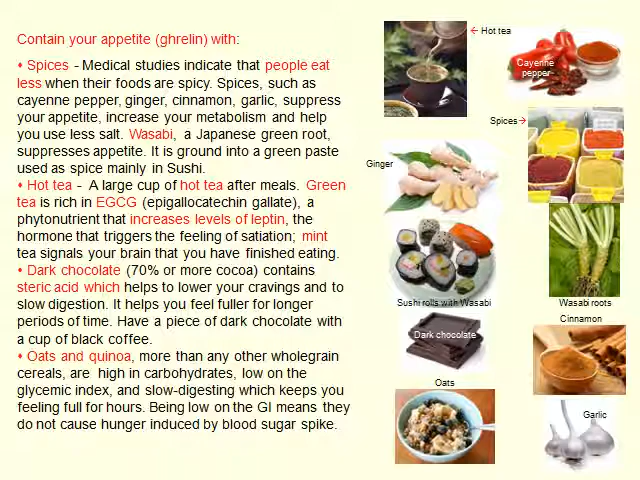 Contain your appetite (ghrelin) with:
• Spices - Medical studies indicate that people eat
less when their foods are spicy. Spices, such as
cayenne pepper, ginger, cinnamon, garlic, suppress
your appetite, increase your metabolism and help
you use less salt. Wasabi, a Japanese green root,
suppresses appetite. It is ground into a green paste
used as spice mainly in Sushi.
• Hot tea - A large cup of hot tea after meals. Green
tea is rich in EGCG (epigallocatechin gallate), a
phytonutrient that increases levels of leptin, the
hormone that triggers the feeling of satiation; mint
tea signals your brain that you have finished eating.
• Dark chocolate (70% or more cocoa) contains
steric acid which helps to lower your cravings and to
slow digestion. It helps you feel fuller for longer
periods of time. Have a piece of dark chocolate with
a cup of black coffee.
• Oats and quinoa, more than any other wholegrain
cereals, are high in carbohydrates, low on the
glycemic index, and slow-digesting which keeps you
feeling full for hours. Being low on the GI means they
do not cause hunger induced by blood sugar spike.
← Hot tea
Cayenne
pepper
Spices→
Ginger
Sushi rolls with Wasabi
Wasabi roots
Cinnamon
Dark chocolate
Oats
Garlic